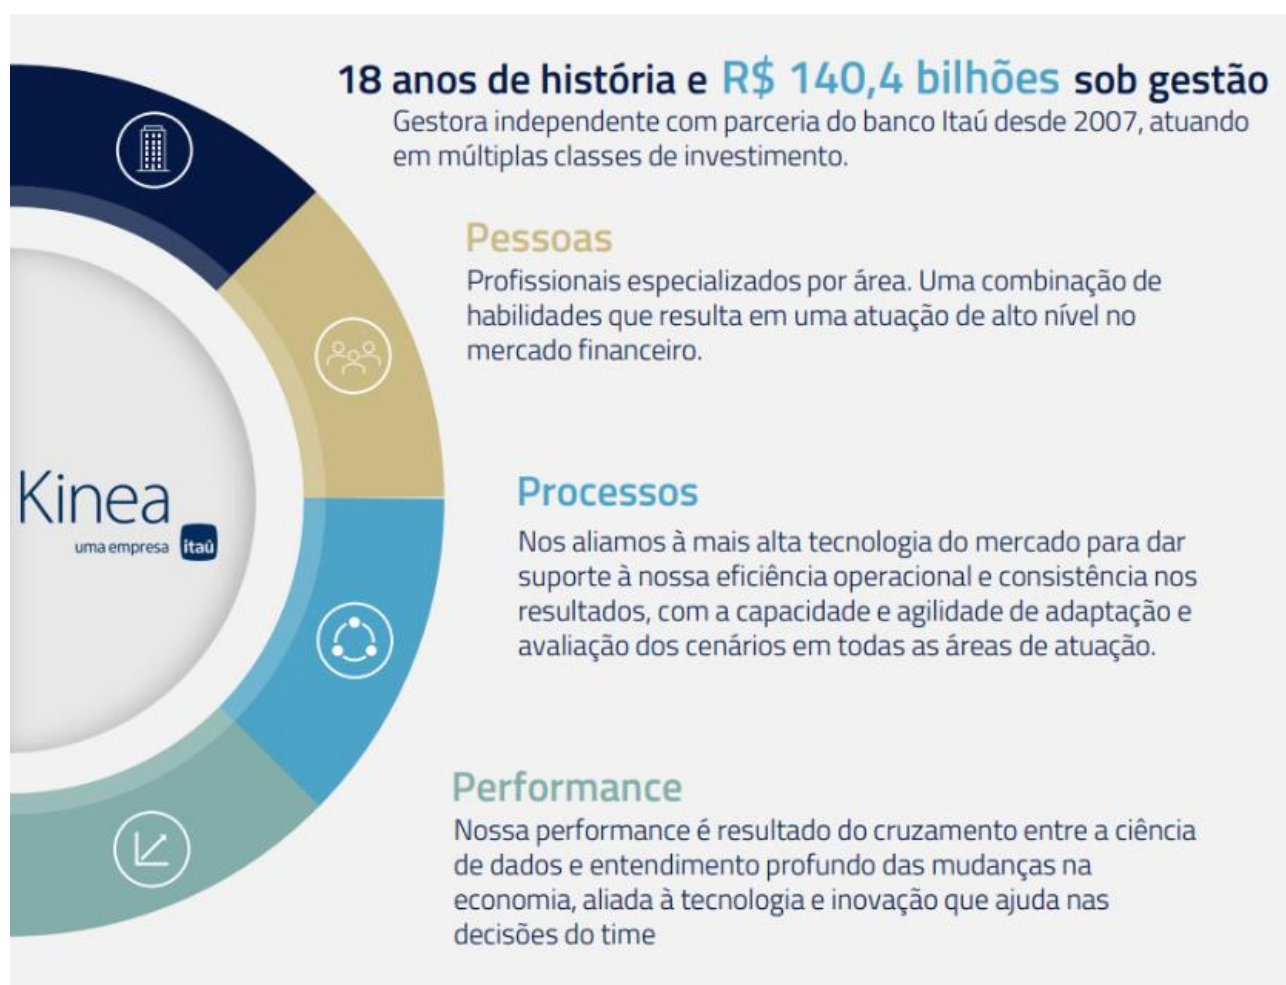 18 anos de história e R$ 140,4 bilhões sob gestão
Gestora independente com parceria do banco Itaú desde 2007, atuando
em múltiplas classes de investimento.
Pessoas
Profissionais especializados por área. Uma combinação de
habilidades que resulta em uma atuação de alto nível no
mercado financeiro.
Kinea
uma empresa itaú
Processos
Nos aliamos à mais alta tecnologia do mercado para dar
suporte à nossa eficiência operacional e consistência nos
resultados, com a capacidade e agilidade de adaptação e
avaliação dos cenários em todas as áreas de atuação.
Performance
Nossa performance é resultado do cruzamento entre a ciência
de dados e entendimento profundo das mudanças na
economia, aliada à tecnologia e inovação que ajuda nas
decisões do time